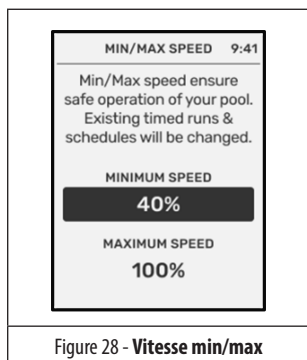 MIN/MAX SPEED 9:41
Min/Max speed ensure
safe operation of your pool.
Existing timed runs &
schedules will be changed.
MINIMUM SPEED
40%
MAXIMUM SPEED
100%
Figure 28 - Vitesse min/max